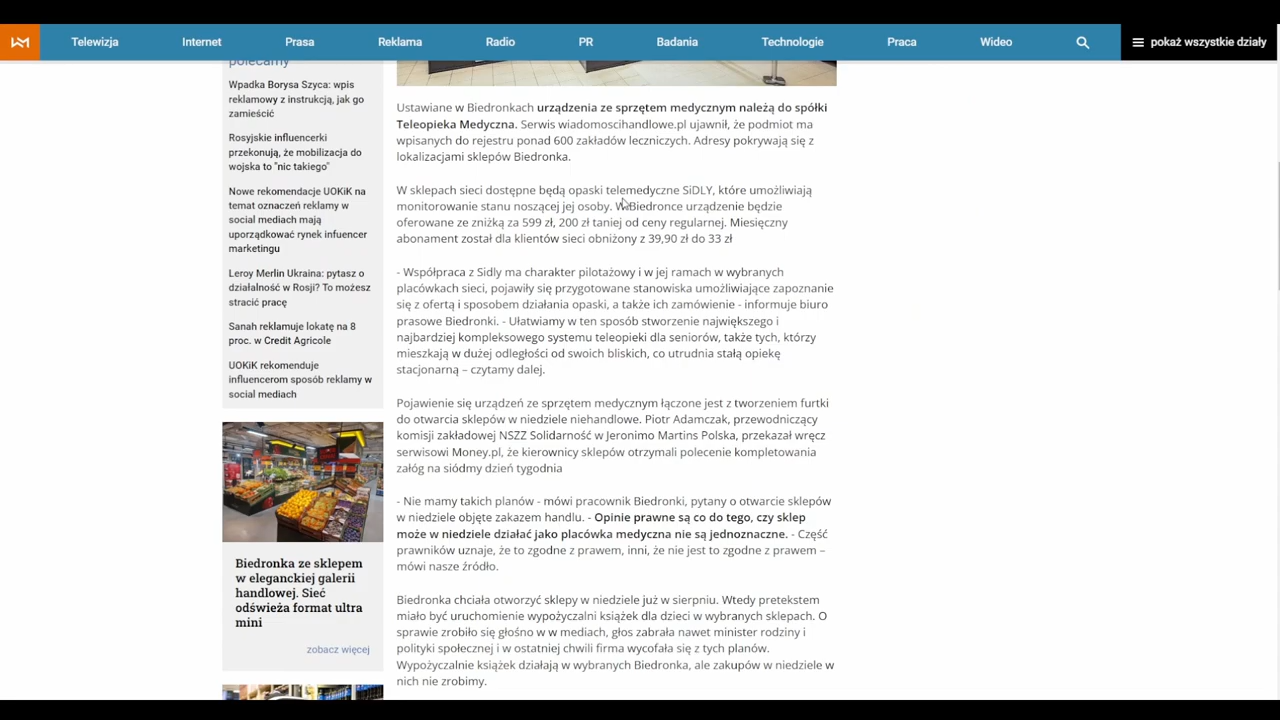 Telewizja Internet Prasa Reklama Radio PR Badania Technologie Praca Wideo pokaż wszystkie działy
polecamy
Wpadka Borysa Szyca: wpis
reklamowy z instrukcją, jak go
zamieścić
Rosyjskie influencerki
przekonują, że mobilizacja do
wojska to "nic takiego"
Nowe rekomendacje UOKiK na
temat oznaczeń reklamy w
social mediach mają
uporządkować rynek infuencer
marketingu
Leroy Merlin Ukraina: pytasz o
działalność w Rosji? To możesz
stracić pracę
Sanah reklamuje lokatę na 8
proc. w Credit Agricole
UOKiK rekomenduje
influencerom sposób reklamy w
social mediach
Biedronka ze sklepem
w eleganckiej galerii
handlowej. Sieć
odświeża format ultra
mini
zobacz więcej
Ustawiane w Biedronkach urządzenia ze sprzętem medycznym należą do spółki
Teleopieka Medyczna. Serwis wiadomoscihandlowe.pl ujawnił, że podmiot ma
wpisanych do rejestru ponad 600 zakładów leczniczych. Adresy pokrywają się z
lokalizacjami sklepów Biedronka.
W sklepach sieci dostępne będą opaski telemedyczne SiDLY, które umożliwiają
monitorowanie stanu noszącej jej osoby. W Biedronce urządzenie będzie
oferowane ze zniżką za 599 zł, 200 zł taniej od ceny regularnej. Miesięczny
abonament został dla klientów sieci obniżony z 39,90 zł do 33 zł
- Współpraca z Sidly ma charakter pilotażowy i w jej ramach w wybranych
placówkach sieci, pojawiły się przygotowane stanowiska umożliwiające zapoznanie
się z ofertą i sposobem działania opaski, a także ich zamówienie - informuje biuro
prasowe Biedronki. - Ułatwiamy w ten sposób stworzenie największego i
najbardziej kompleksowego systemu teleopieki dla seniorów, także tych, którzy
mieszkają w dużej odległości od swoich bliskich, co utrudnia stałą opiekę
stacjonarną – czytamy dalej.
Pojawienie się urządzeń ze sprzętem medycznym łączone jest z tworzeniem furtki
do otwarcia sklepów w niedziele niehandlowe. Piotr Adamczak, przewodniczący
komisji zakładowej NSZZ Solidarność w Jeronimo Martins Polska, przekazał wręcz
serwisowi Money.pl, że kierownicy sklepów otrzymali polecenie kompletowania
załóg na siódmy dzień tygodnia
- Nie mamy takich planów - mówi pracownik Biedronki, pytany o otwarcie sklepów
w niedziele objęte zakazem handlu. - Opinie prawne są co do tego, czy sklep
może w niedziele działać jako placówka medyczna nie są jednoznaczne. - Część
prawników uznaje, że to zgodne z prawem, inni, że nie jest to zgodne z prawem –
mówi nasze źródło.
Biedronka chciała otworzyć sklepy w niedziele już w sierpniu. Wtedy pretekstem
miało być uruchomienie wypożyczalni książek dla dzieci w wybranych sklepach. O
sprawie zrobiło się głośno w w mediach, głos zabrała nawet minister rodziny i
polityki społecznej i w ostatniej chwili firma wycofała się z tych planów.
Wypożyczalnie książek działają w wybranych Biedronka, ale zakupów w niedziele w
nich nie zrobimy.